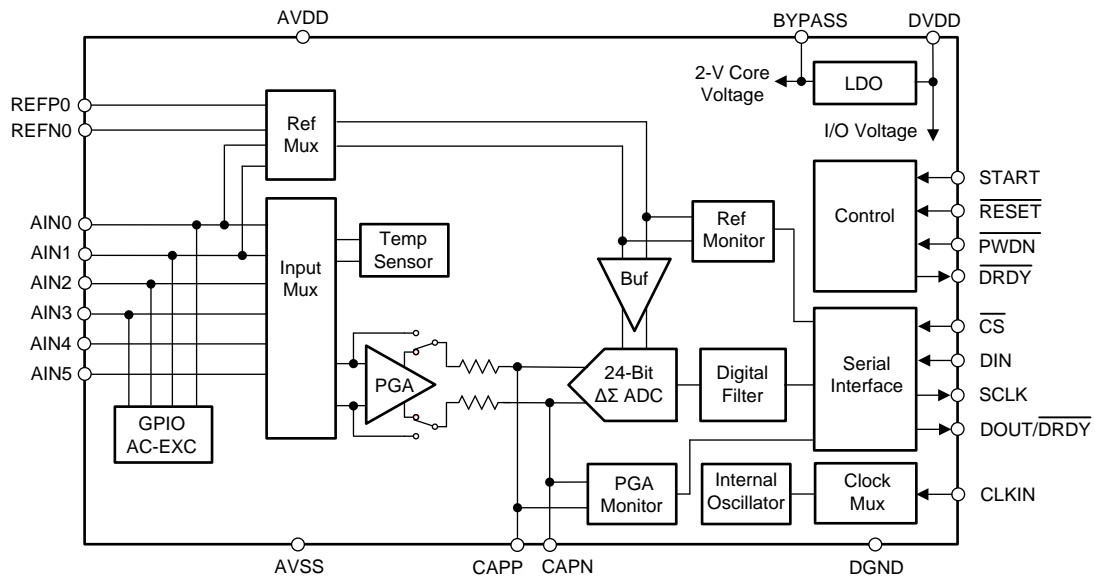 AVDD
BYPASS
DVDD
2-V Core
Voltage
LDO
I/O Voltage
REFP0
REFN0
Ref
Mux
AIN0
AIN1
AIN2
AIN3
AIN4
AIN5
GPIO
AC-EXC
Input
Mux
Temp
Sensor
PGA
Ref
Monitor
Buf
24-Bit
ΔΣ ADC
Digital
Filter
Control
START
RESET
PWDN
DRDY
Serial
Interface
CS
DIN
SCLK
DOUT/DRDY
PGA
Monitor
Internal
Oscillator
Clock
Mux
CLKIN
AVSS
CAPP
CAPN
DGND